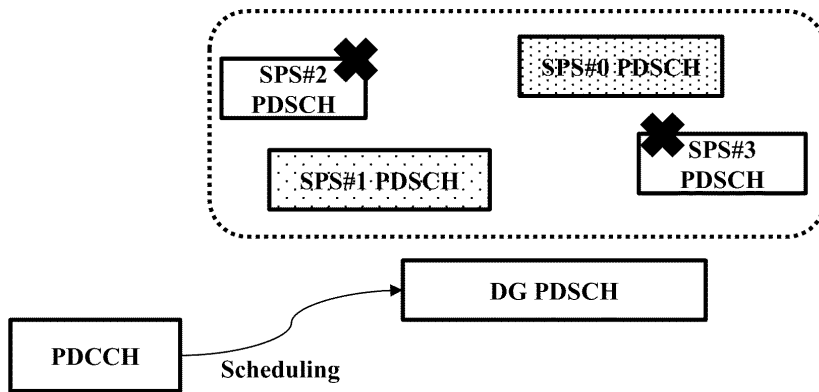 SPS#2
PDSCH
SPS#0 PDSCH
SPS#3
PDSCH
SPS#1 PDSCH
DG PDSCH
PDCCH
Scheduling